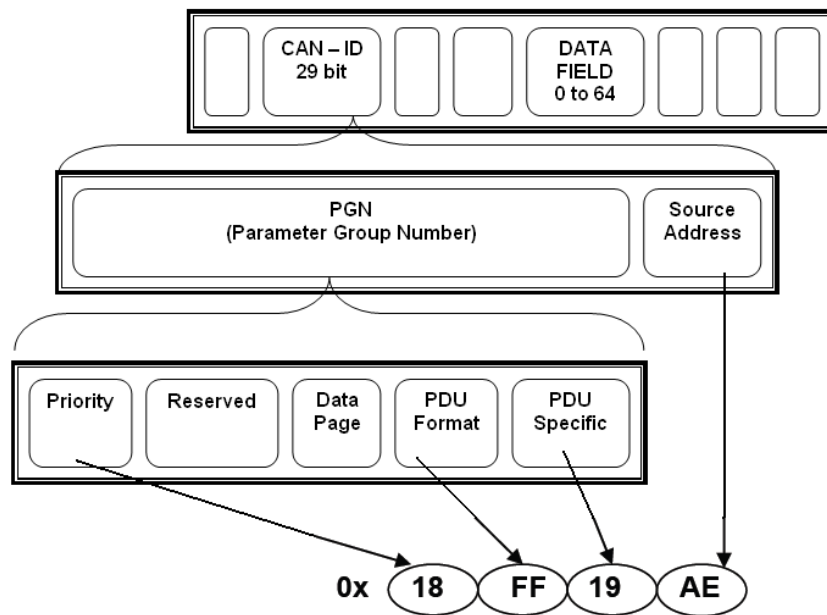 CAN – ID
29 bit
DATA
FIELD
0 to 64
PGN
(Parameter Group Number)
Source
Address
Priority
Reserved
Data
Page
PDU
Format
PDU
Specific
0x 18 FF 19 AE